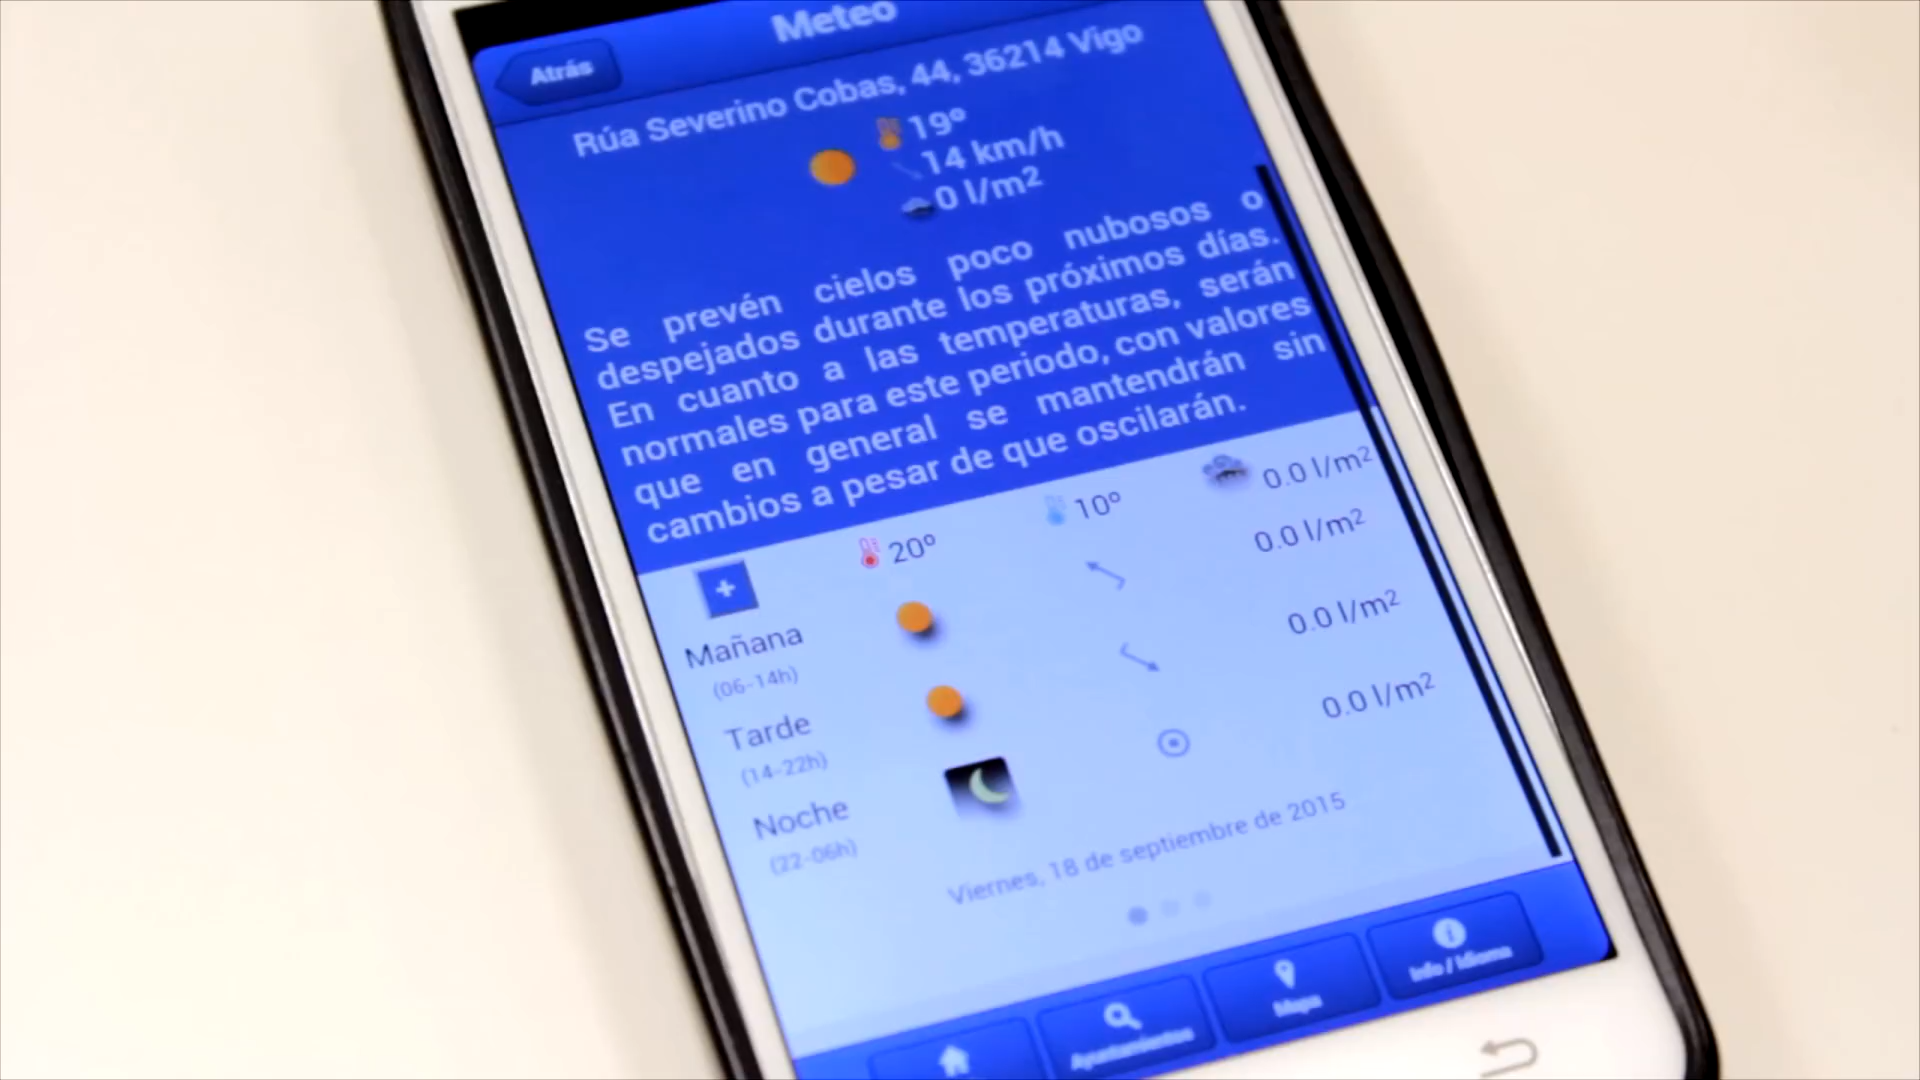 Meteo
Atrás
Rúa Severino Cobas, 44, 36214 Vigo
19º
14 km/h
0 l/m²
Se prevén cielos poco nubosos o
despejados durante los próximos días.
En cuanto a las temperaturas, serán
normales para este periodo, con valores
que en general se mantendrán sin
cambios a pesar de que oscilarán.
+ 20º 10º 0.0 l/m²
Mañana 0.0 l/m²
(06-14h)
Tarde 0.0 l/m²
(14-22h)
Noche 0.0 l/m²
(22-06h)
Viernes, 18 de septiembre de 2015
Ayuntamientos
Mapa
Info / Idioma